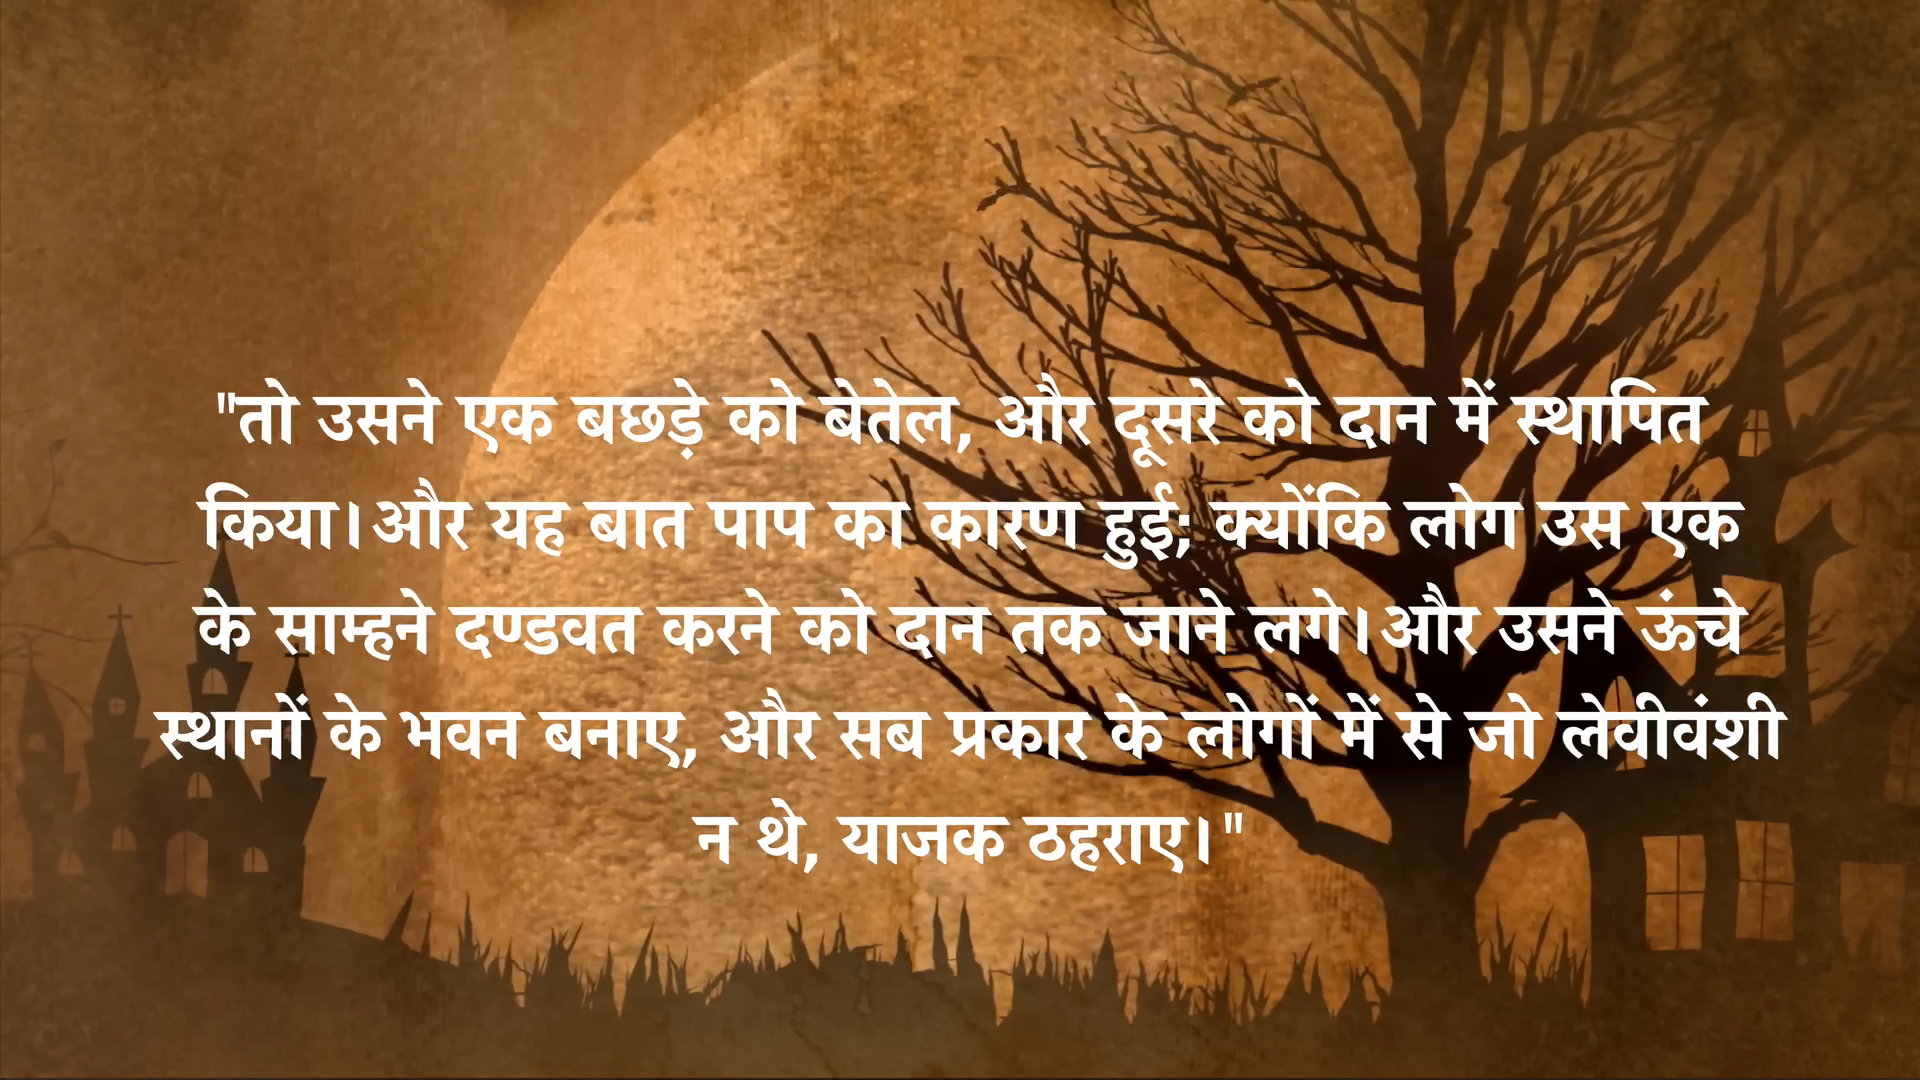 "तो उसने एक बछड़े को बेतेल, और दूसरे को दान में स्थापित
किया।और यह बात पाप का कारण हुई; क्योंकि लोग उस एक
के साम्हने दण्डवत करने को दान तक जाने लगे।और उसने ऊंचे
स्थानों के भवन बनाए, और सब प्रकार के लोगों में से जो लेवीवंशी
न थे, याजक ठहराए।"